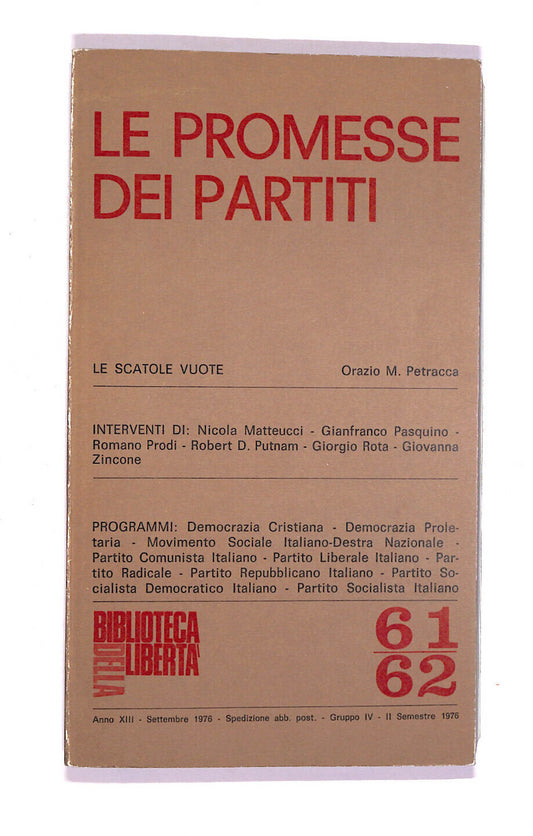 LE PROMESSE
DEI PARTITI
LE SCATOLE VUOTE Orazio M. Petracca
INTERVENTI DI: Nicola Matteucci - Gianfranco Pasquino -
Romano Prodi - Robert D. Putnam - Giorgio Rota - Giovanna
Zincone
PROGRAMMI: Democrazia Cristiana - Democrazia Prole-
taria - Movimento Sociale Italiano-Destra Nazionale -
Partito Comunista Italiano - Partito Liberale Italiano - Par-
tito Radicale - Partito Repubblicano Italiano - Partito So-
cialista Democratico Italiano - Partito Socialista Italiano
BIBLIOTECA
DELLA
LIBERTA'
61
62
Anno XIII - Settembre 1976 - Spedizione abb. post. - Gruppo IV - II Semestre 1976